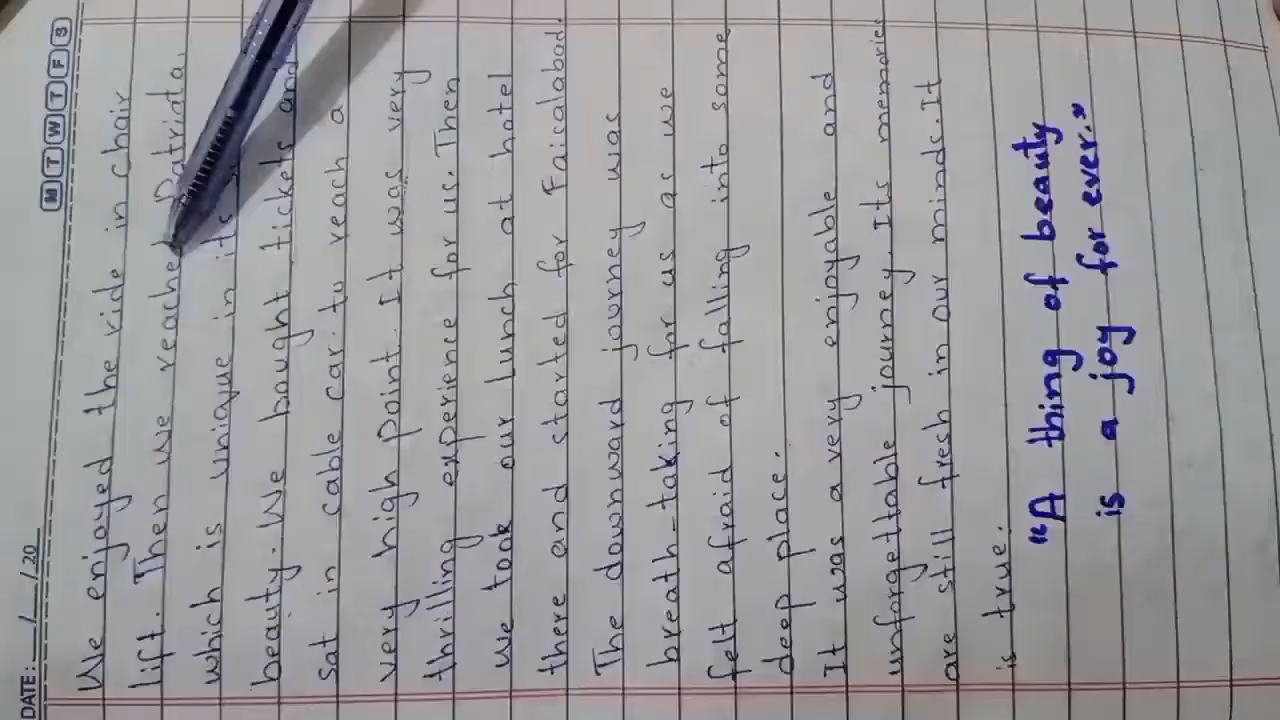 DATE: __/__/20
M T W T F S
We enjoyed the ride in chair
lift. Then we reached Patriata.
which is unique in its
beauty. We bought tickets and
sat in cable car to reach a
very high point. It was very
thrilling experience for us. Then
we took our lunch at hotel
there and started for Faisalabad.
The downward journey was
breath-taking for us as we
felt afraid of falling into some
deep place.
It was a very enjoyable and
unforgettable journey. Its memories
are still fresh in our minds. It
is true.
"A thing of beauty
is a joy for ever."